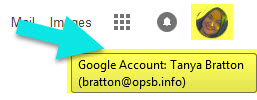 Mail Images
Google Account: Tanya Bratton
(bratton@opsb.info)